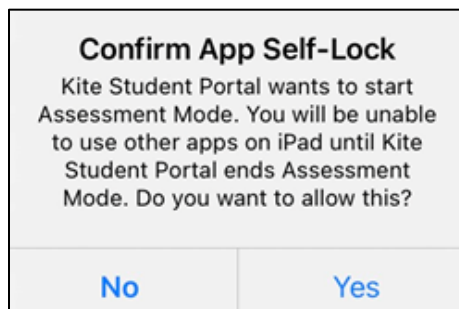 Confirm App Self-Lock
Kite Student Portal wants to start
Assessment Mode. You will be unable
to use other apps on iPad until Kite
Student Portal ends Assessment
Mode. Do you want to allow this?
No
Yes